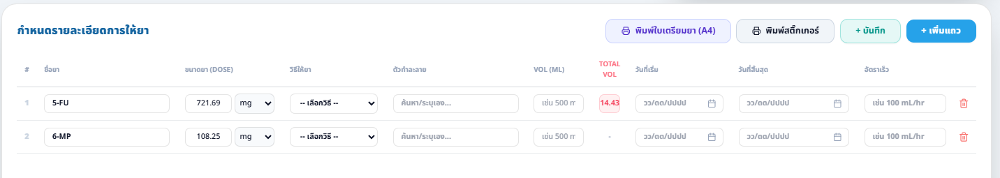 กำหนดรายละเอียดการให้ยา
พิมพ์ใบเตรียมยา (A4)
พิมพ์สติ๊กเกอร์
+ บันทึก
+ เพิ่มแถว
# ชื่อยา ขนาดยา (DOSE) วิธีให้ยา ตัวทำละลาย VOL (ML) TOTAL VOL วันที่เริ่ม วันที่สิ้นสุด อัตราเร็ว
1 5-FU 721.69 mg -- เลือกวิธี -- ค้นหา/ระบุเอง... เช่น 500 m 14.43 วว/ดด/ปปปป วว/ดด/ปปปป เช่น 100 mL/hr
2 6-MP 108.25 mg -- เลือกวิธี -- ค้นหา/ระบุเอง... เช่น 500 m - วว/ดด/ปปปป วว/ดด/ปปปป เช่น 100 mL/hr